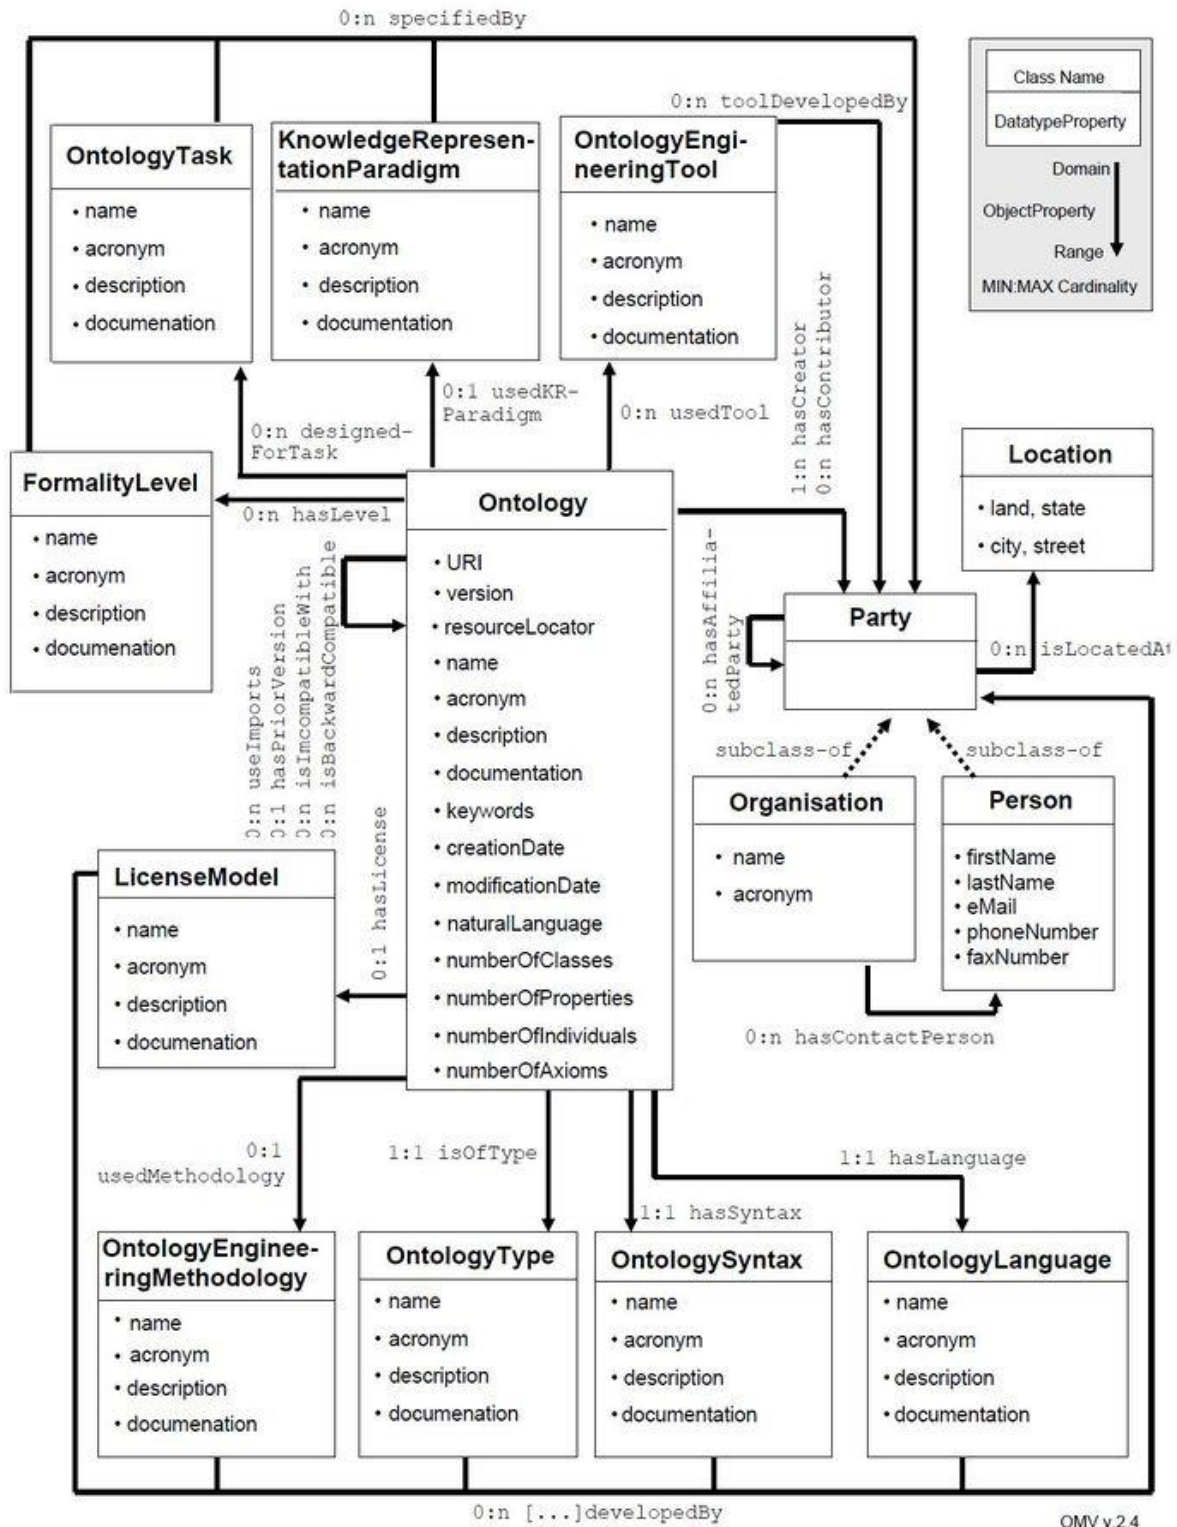 0:n specifiedBy
Class Name
DatatypeProperty
Domain
ObjectProperty
Range
MIN:MAX Cardinality
0:n toolDevelopedBy
OntologyTask
• name
• acronym
• description
• documenation
KnowledgeRepresen-
tationParadigm
• name
• acronym
• description
• documentation
OntologyEngi-
neeringTool
• name
• acronym
• description
• documentation
1:n hasCreator
0:n hasContributor
0:n designed-
ForTask
0:1 usedKR-
Paradigm
0:n usedTool
FormalityLevel
• name
• acronym
• description
• documenation
0:n hasLevel
Ontology
• URI
• version
• resourceLocator
• name
• acronym
• description
• documentation
• keywords
• creationDate
• modificationDate
• naturalLanguage
• numberOfClasses
• numberOfProperties
• numberOfIndividuals
• numberOfAxioms
Location
• land, state
• city, street
0:n useImports
0:1 hasPriorVersion
0:n isImcompatibleWith
0:n isBackwardCompatible
0:n hasAffilia-
tedParty
Party
0:n isLocatedAt
subclass-of
subclass-of
Organisation
• name
• acronym
Person
• firstName
• lastName
• eMail
• phoneNumber
• faxNumber
0:n hasContactPerson
LicenseModel
• name
• acronym
• description
• documenation
0:1 hasLicense
0:1
usedMethodology
1:1 isOfType
1:1 hasSyntax
1:1 hasLanguage
OntologyEnginee-
ringMethodology
• name
• acronym
• description
• documenation
OntologyType
• name
• acronym
• description
• documenation
OntologySyntax
• name
• acronym
• description
• documentation
OntologyLanguage
• name
• acronym
• description
• documentation
0:n [...]developedBy
OMV v.2.4